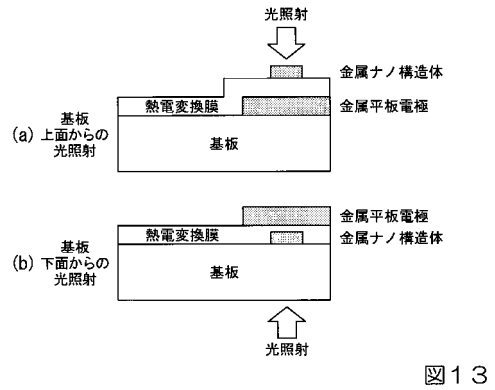 光照射
金属ナノ構造体
熱電変換膜
金属平板電極
(a)
基板
上面からの
光照射
基板
金属平板電極
熱電変換膜
金属ナノ構造体
(b)
基板
下面からの
光照射
基板
光照射
図13